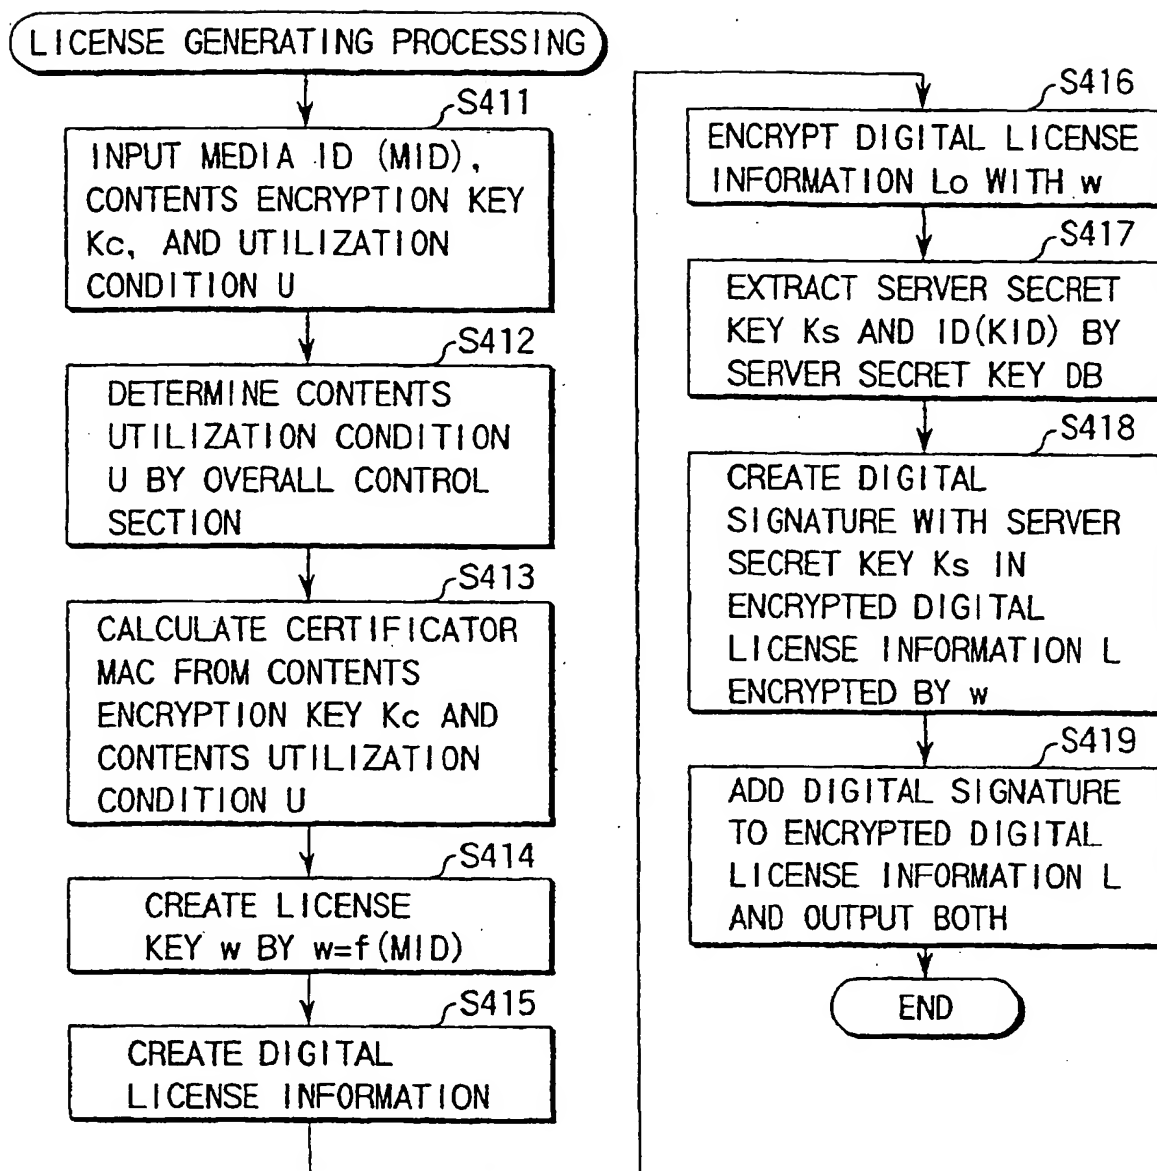 LICENSE GENERATING PROCESSING
S411
INPUT MEDIA ID (MID),
CONTENTS ENCRYPTION KEY
Kc, AND UTILIZATION
CONDITION U
S412
DETERMINE CONTENTS
UTILIZATION CONDITION
U BY OVERALL CONTROL
SECTION
S413
CALCULATE CERTIFICATOR
MAC FROM CONTENTS
ENCRYPTION KEY Kc AND
CONTENTS UTILIZATION
CONDITION U
S414
CREATE LICENSE
KEY w BY w=f(MID)
S415
CREATE DIGITAL
LICENSE INFORMATION
S416
ENCRYPT DIGITAL LICENSE
INFORMATION Lo WITH w
S417
EXTRACT SERVER SECRET
KEY Ks AND ID(KID) BY
SERVER SECRET KEY DB
S418
CREATE DIGITAL
SIGNATURE WITH SERVER
SECRET KEY Ks IN
ENCRYPTED DIGITAL
LICENSE INFORMATION L
ENCRYPTED BY w
S419
ADD DIGITAL SIGNATURE
TO ENCRYPTED DIGITAL
LICENSE INFORMATION L
AND OUTPUT BOTH
END